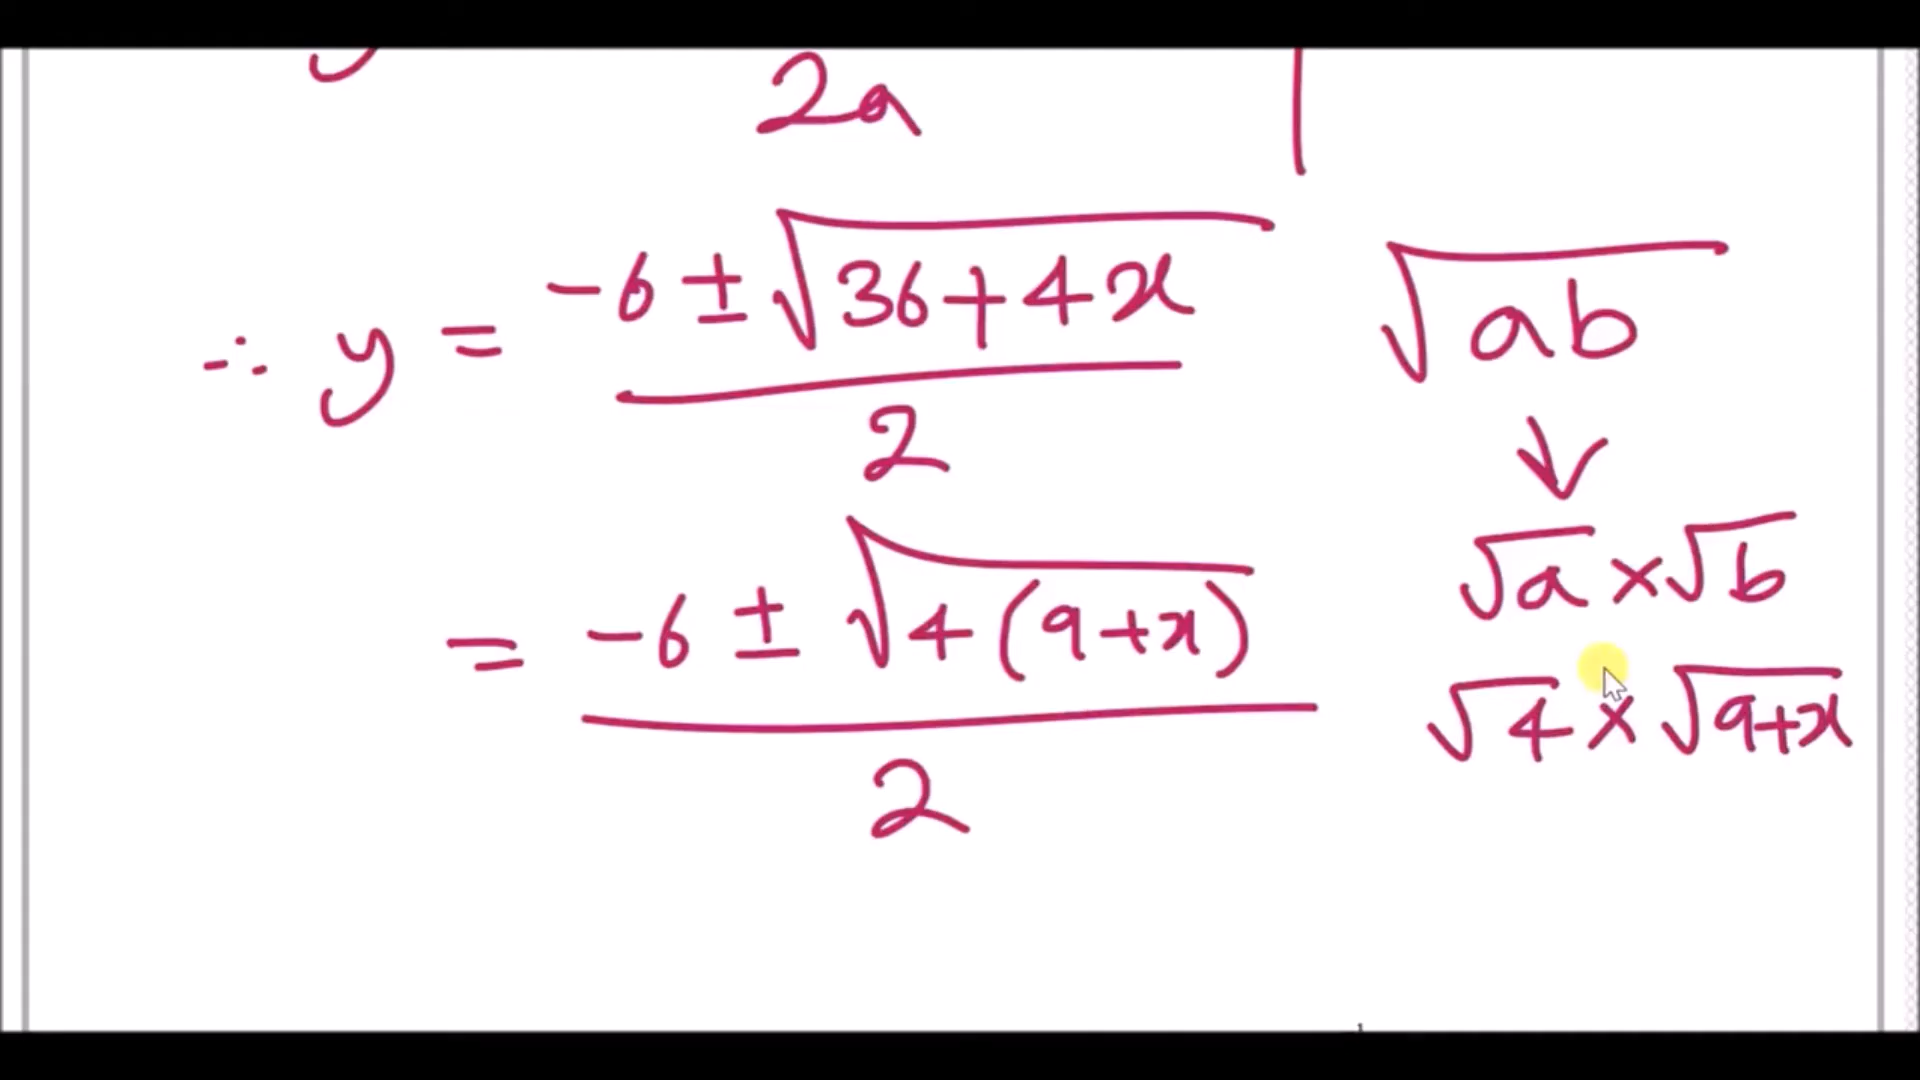 2a
∴ y = -6 ± √(36+4x)
2
= -6 ± √(4(9+x))
2
√(ab)
↓
√a × √b
√4 × √(9+x)